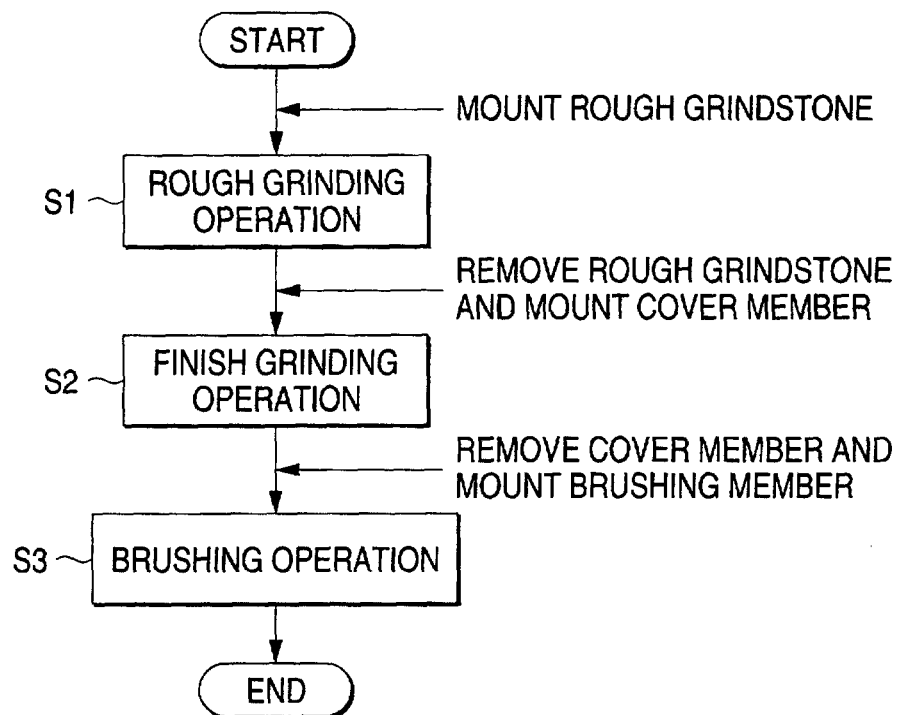 START
MOUNT ROUGH GRINDSTONE
S1
ROUGH GRINDING
OPERATION
REMOVE ROUGH GRINDSTONE
AND MOUNT COVER MEMBER
S2
FINISH GRINDING
OPERATION
REMOVE COVER MEMBER AND
MOUNT BRUSHING MEMBER
S3
BRUSHING OPERATION
END